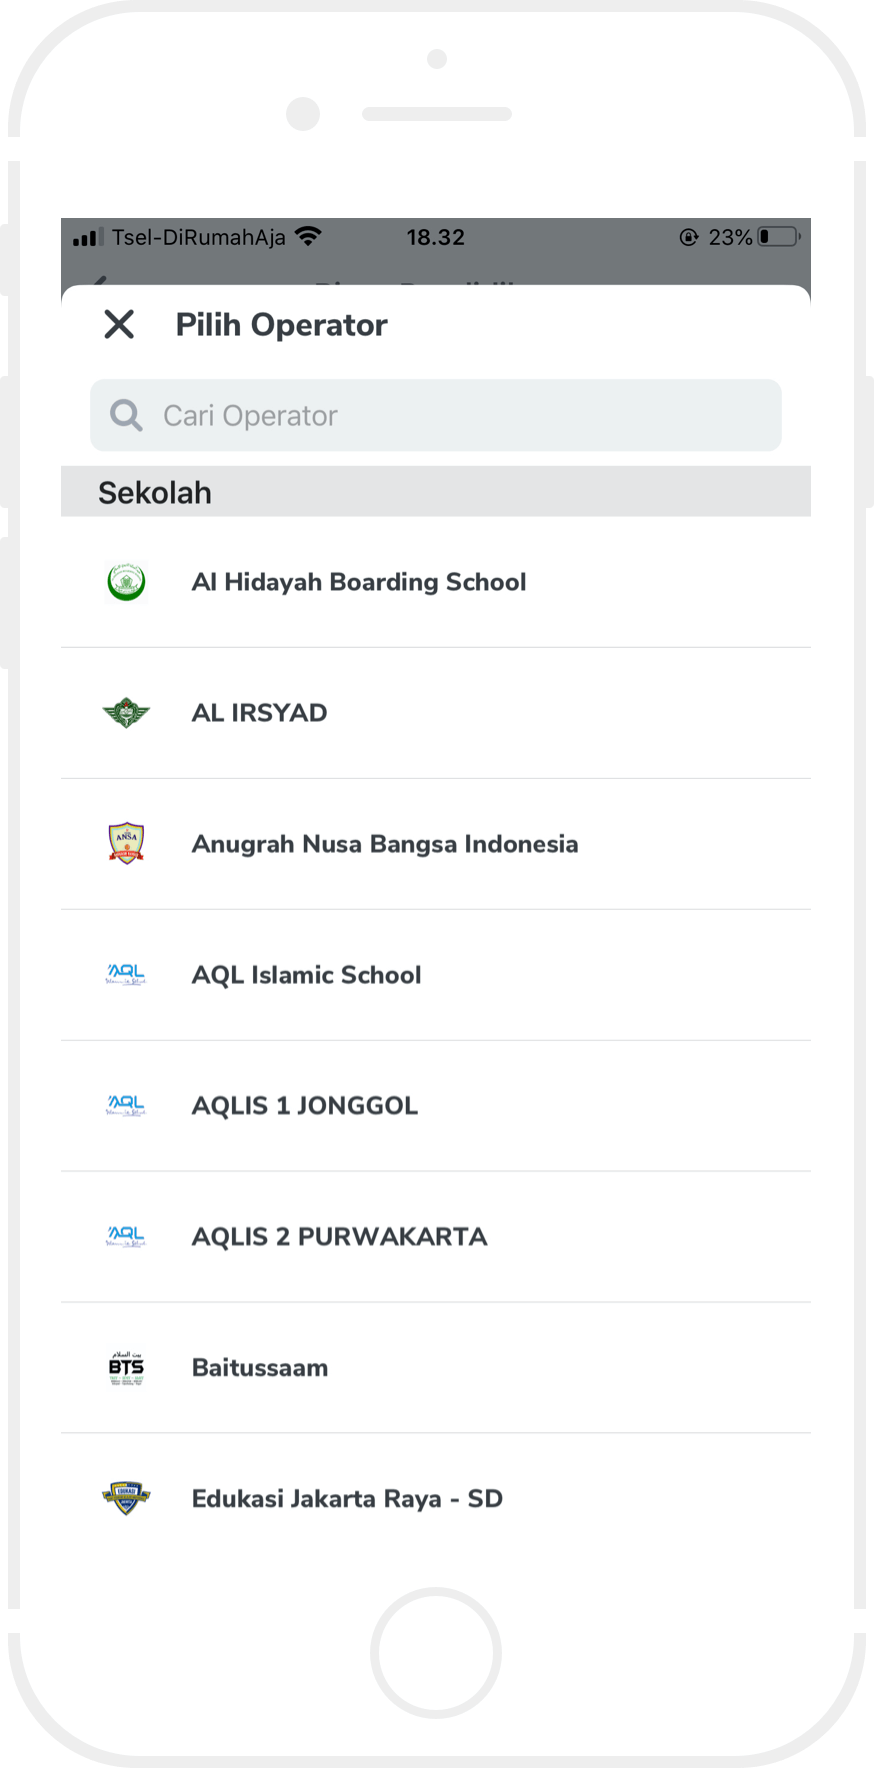 Tsel-DiRumahAja
18.32
23%
Pilih Operator
Cari Operator
Sekolah
Al Hidayah Boarding School
AL IRSYAD
ANSA
Anugrah Nusa Bangsa Indonesia
AQL
AQL Islamic School
AQL
AQLIS 1 JONGGOL
AQL
AQLIS 2 PURWAKARTA
بيت السلام
BTS
Baitussaam
EDUKASI
Edukasi Jakarta Raya - SD